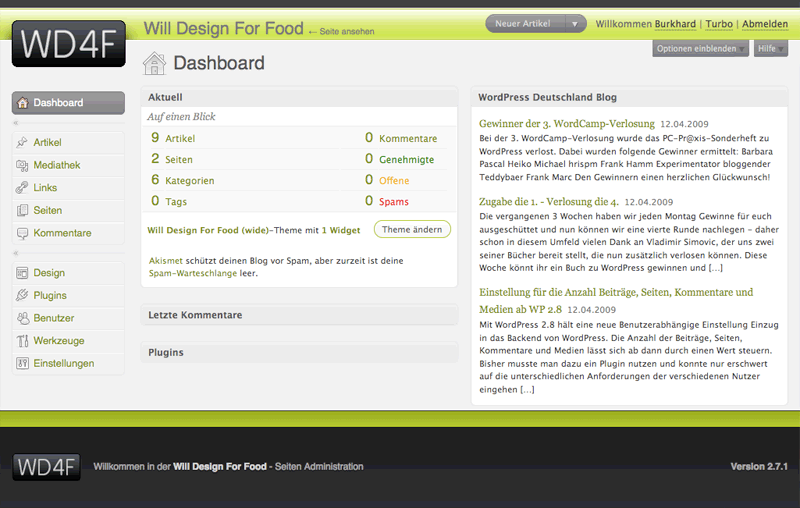 WD4F
Will Design For Food ← Seite ansehen
Neuer Artikel
Willkommen Burkhard | Turbo | Abmelden
Optionen einblenden
Hilfe
Dashboard
Dashboard
Artikel
Mediathek
Links
Seiten
Kommentare
Design
Plugins
Benutzer
Werkzeuge
Einstellungen
Aktuell
Auf einen Blick
9 Artikel 0 Kommentare
2 Seiten 0 Genehmigte
6 Kategorien 0 Offene
0 Tags 0 Spams
Will Design For Food (wide)-Theme mit 1 Widget
Theme ändern
Akismet schützt deinen Blog vor Spam, aber zurzeit ist deine
Spam-Warteschlange leer.
Letzte Kommentare
Plugins
WordPress Deutschland Blog
Gewinner der 3. WordCamp-Verlosung 12.04.2009
Bei der 3. WordCamp-Verlosung wurde das PC-Pr@xis-Sonderheft zu
WordPress verlost. Dabei wurden folgende Gewinner ermittelt: Barbara
Pascal Heiko Michael hrispm Frank Hamm Experimentator bloggender
Teddybaer Frank Marc Den Gewinnern einen herzlichen Glückwunsch!
Zugabe die 1. - Verlosung die 4. 12.04.2009
Die vergangenen 3 Wochen haben wir jeden Montag Gewinne für euch
ausgeschüttet und nun können wir eine vierte Runde nachlegen - daher
schon in diesem Umfeld vielen Dank an Vladimir Simovic, der uns zwei
seiner Bücher bereit stellt, die nun zusätzlich verlosen können. Diese
Woche könnt ihr ein Buch zu WordPress gewinnen und [...]
Einstellung für die Anzahl Beiträge, Seiten, Kommentare und
Medien ab WP 2.8 12.04.2009
Mit WordPress 2.8 hält eine neue Benutzerabhängige Einstellung Einzug
in das Backend von WordPress. Die Anzahl der Beiträge, Seiten,
Kommentare und Medien lässt sich ab dann durch einen Wert steuern.
Bisher musste man dazu ein Plugin nutzen und konnte nur erschwert
auf die unterschiedlichen Anforderungen der verschiedenen Nutzer
eingehen [...]
WD4F
Willkommen in der Will Design For Food - Seiten Administration
Version 2.7.1